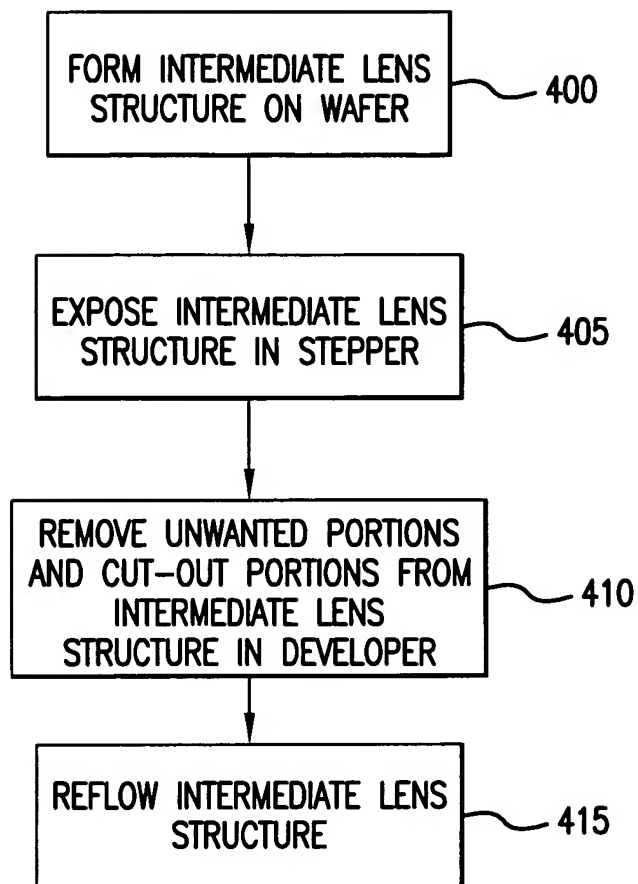 FORM INTERMEDIATE LENS
STRUCTURE ON WAFER
400
EXPOSE INTERMEDIATE LENS
STRUCTURE IN STEPPER
405
REMOVE UNWANTED PORTIONS
AND CUT-OUT PORTIONS FROM
INTERMEDIATE LENS
STRUCTURE IN DEVELOPER
410
REFLOW INTERMEDIATE LENS
STRUCTURE
415